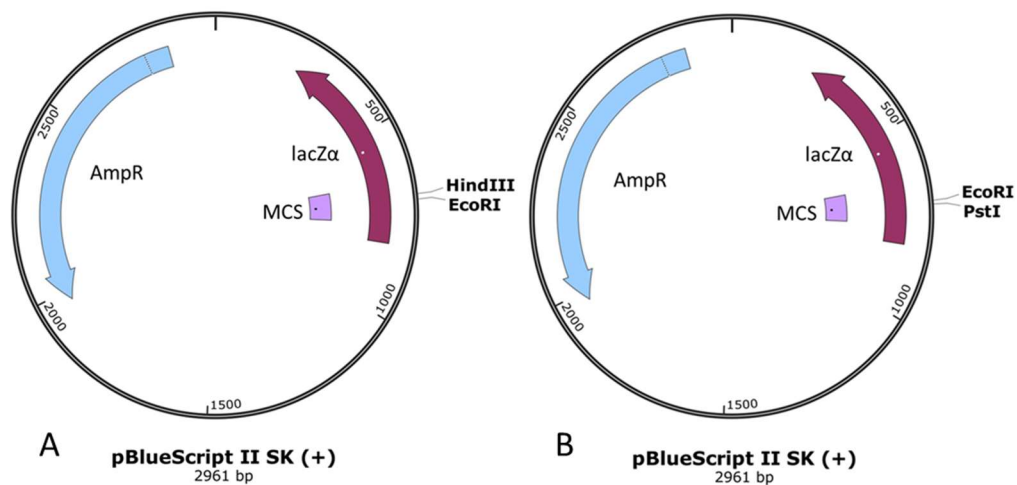 2500
500
AmpR
lacZα
HindIII
EcoRI
MCS
2000
1000
1500
A
pBlueScript II SK (+)
2961 bp
2500
500
AmpR
lacZα
EcoRI
PstI
MCS
2000
1000
1500
B
pBlueScript II SK (+)
2961 bp